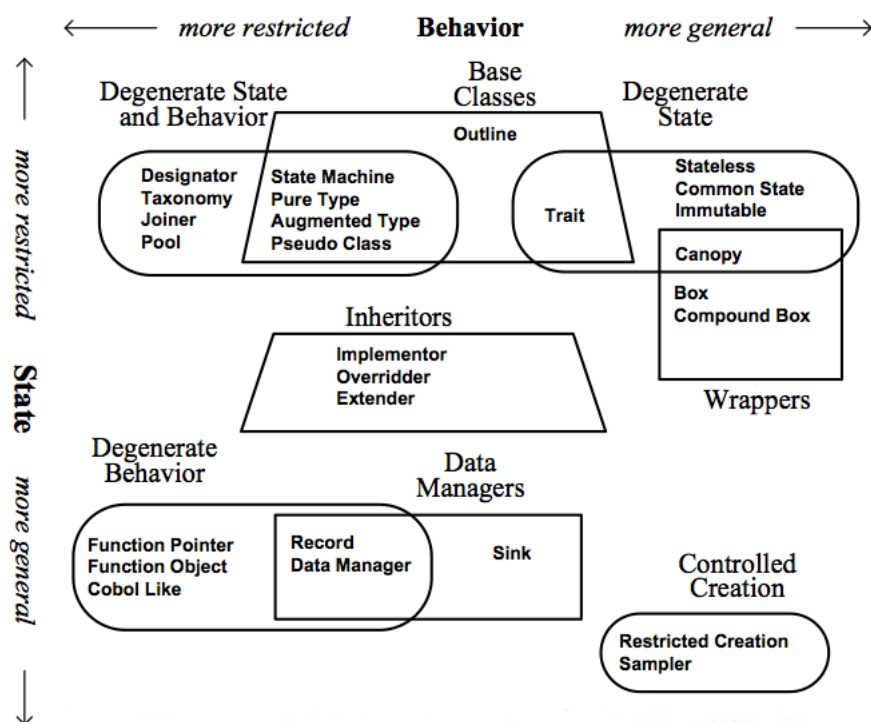 more restricted Behavior more general
Base
Classes
Degenerate State
and Behavior
Degenerate
State
Outline
Designator
Taxonomy
Joiner
Pool
State Machine
Pure Type
Augmented Type
Pseudo Class
Trait
Stateless
Common State
Immutable
Canopy
Box
Compound Box
Wrappers
more restricted
State
more general
Inheritors
Implementor
Overridder
Extender
Degenerate
Behavior
Data
Managers
Function Pointer
Function Object
Cobol Like
Record
Data Manager
Sink
Controlled
Creation
Restricted Creation
Sampler